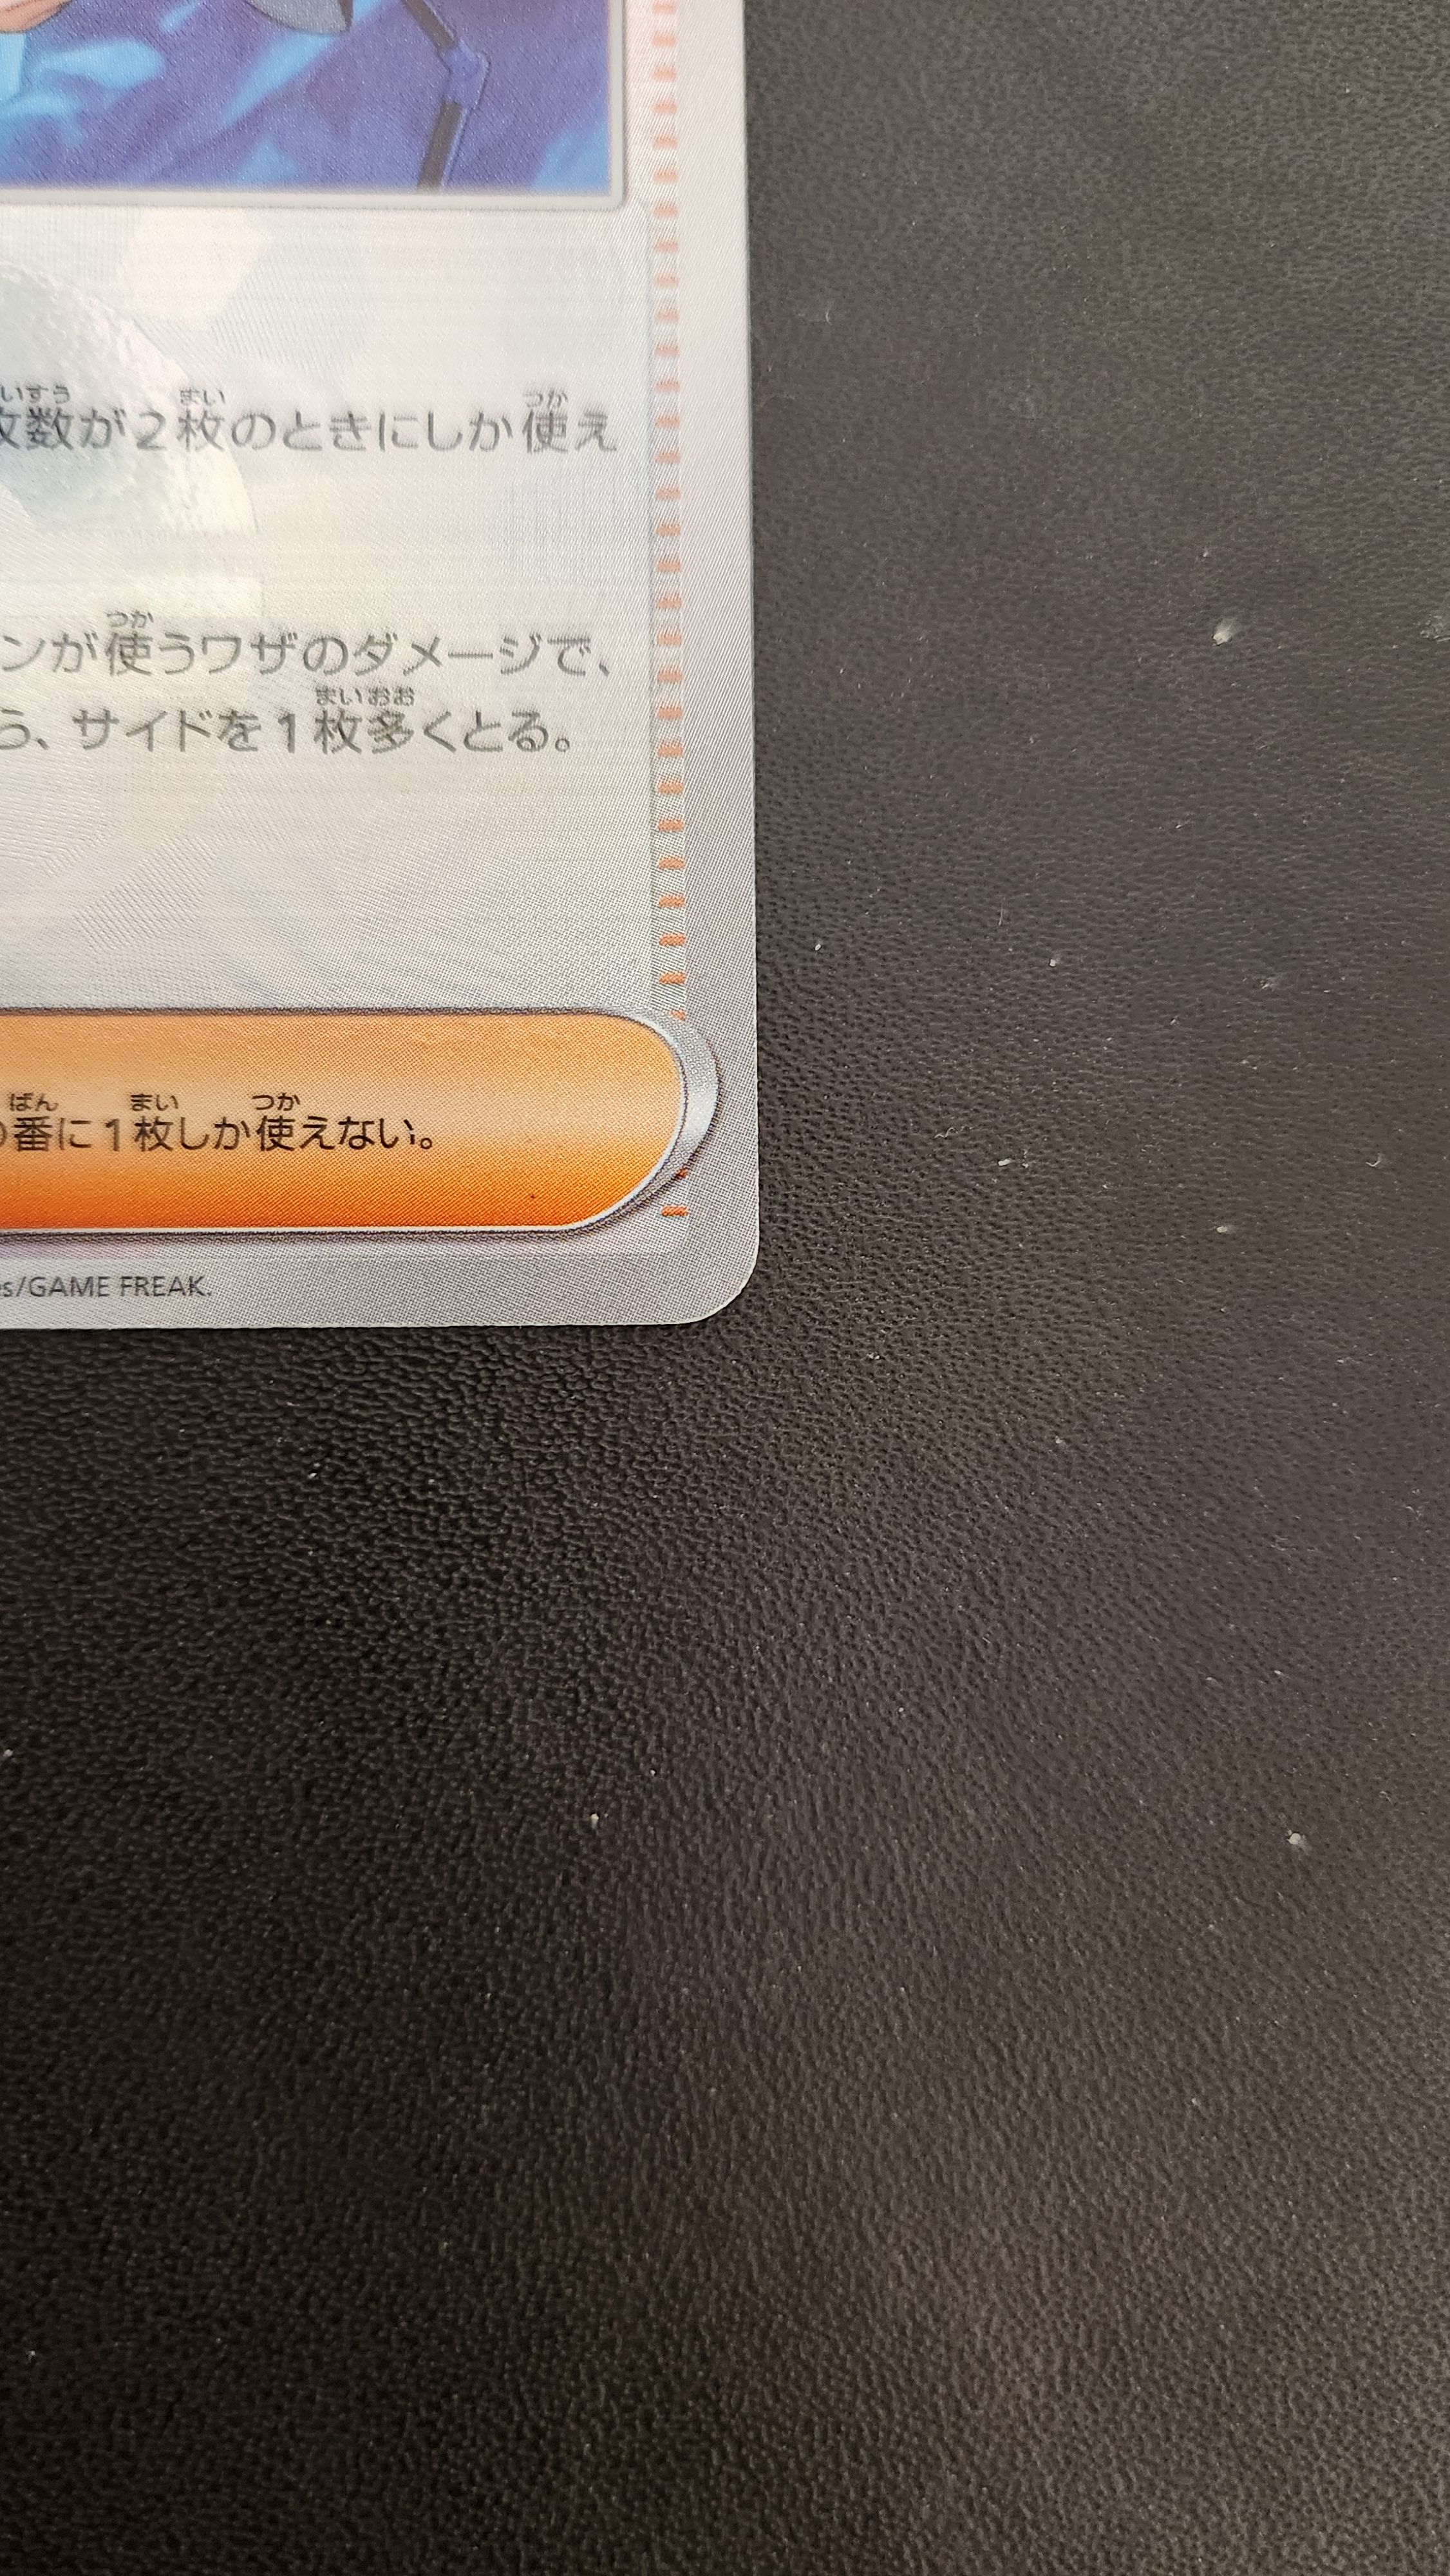 いすう まい つか
数が2枚のときにしか使え
つか
ンが使うワザのダメージで、
まいおお
ら、サイドを1枚多くとる。
ばん まい つか
番に1枚しか使えない。
es/GAME FREAK.